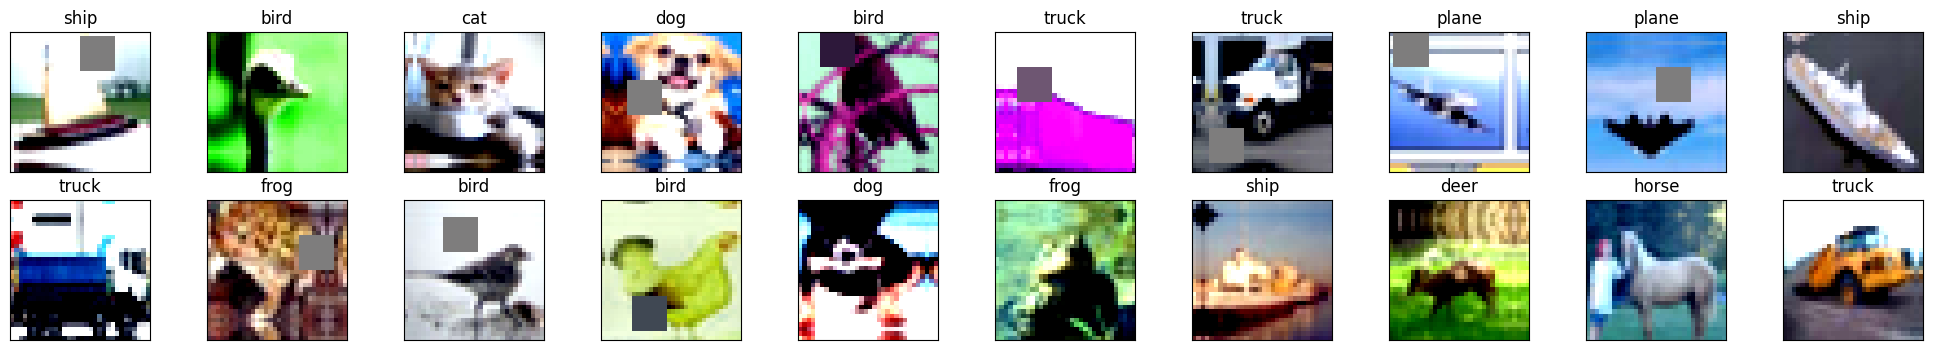 ship bird cat dog bird truck truck plane plane ship
truck frog bird bird dog frog ship deer horse truck